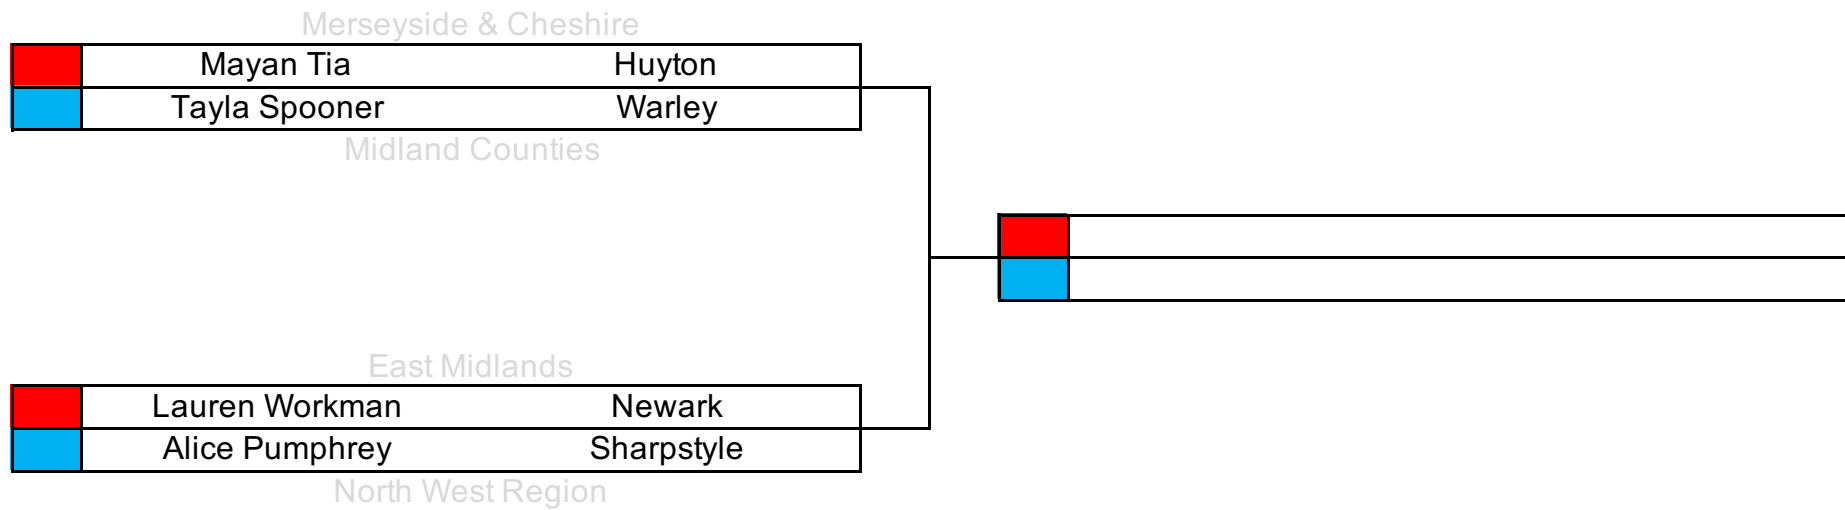 Merseyside & Cheshire
Mayan Tia Huyton
Tayla Spooner Warley
Midland Counties
East Midlands
Lauren Workman Newark
Alice Pumphrey Sharpstyle
North West Region